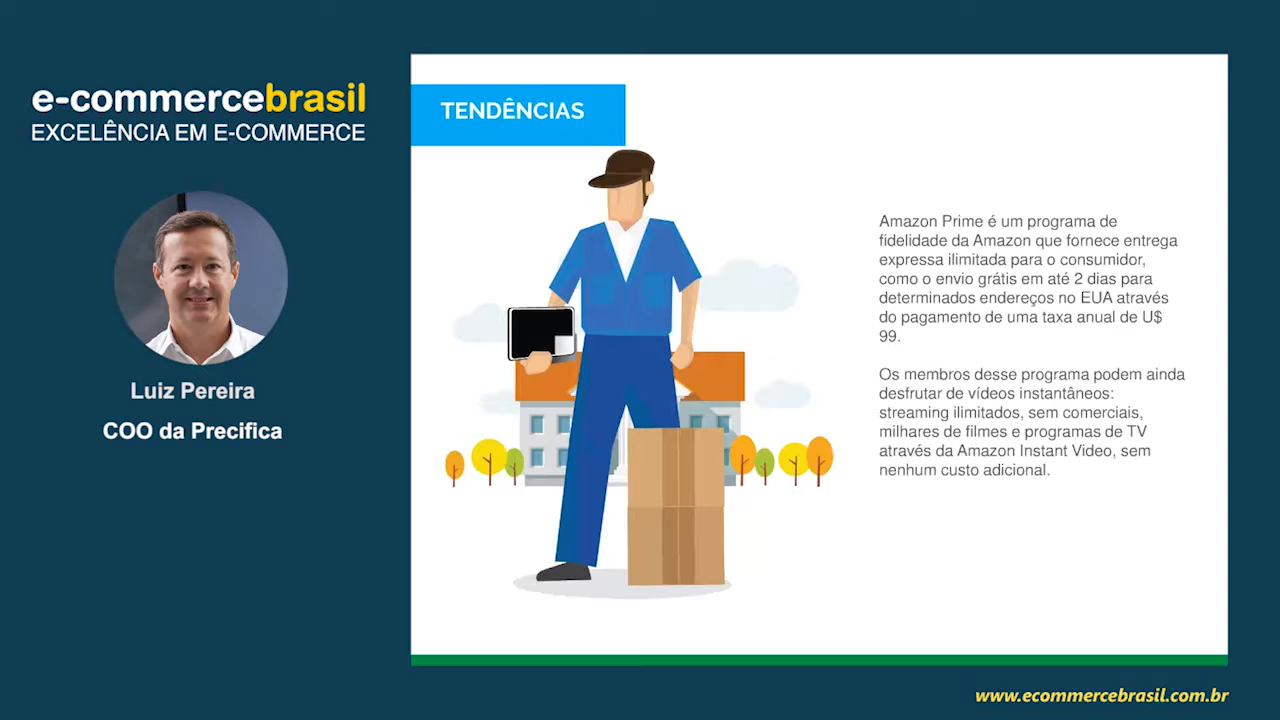 e-commercebrasil
EXCELÊNCIA EM E-COMMERCE
Luiz Pereira
COO da Precifica
TENDÊNCIAS
Amazon Prime é um programa de
fidelidade da Amazon que fornece entrega
expressa ilimitada para o consumidor,
como o envio grátis em até 2 dias para
determinados endereços no EUA através
do pagamento de uma taxa anual de U$
99.
Os membros desse programa podem ainda
desfrutar de vídeos instantâneos:
streaming ilimitados, sem comerciais,
milhares de filmes e programas de TV
através da Amazon Instant Video, sem
nenhum custo adicional.
www.ecommercebrasil.com.br